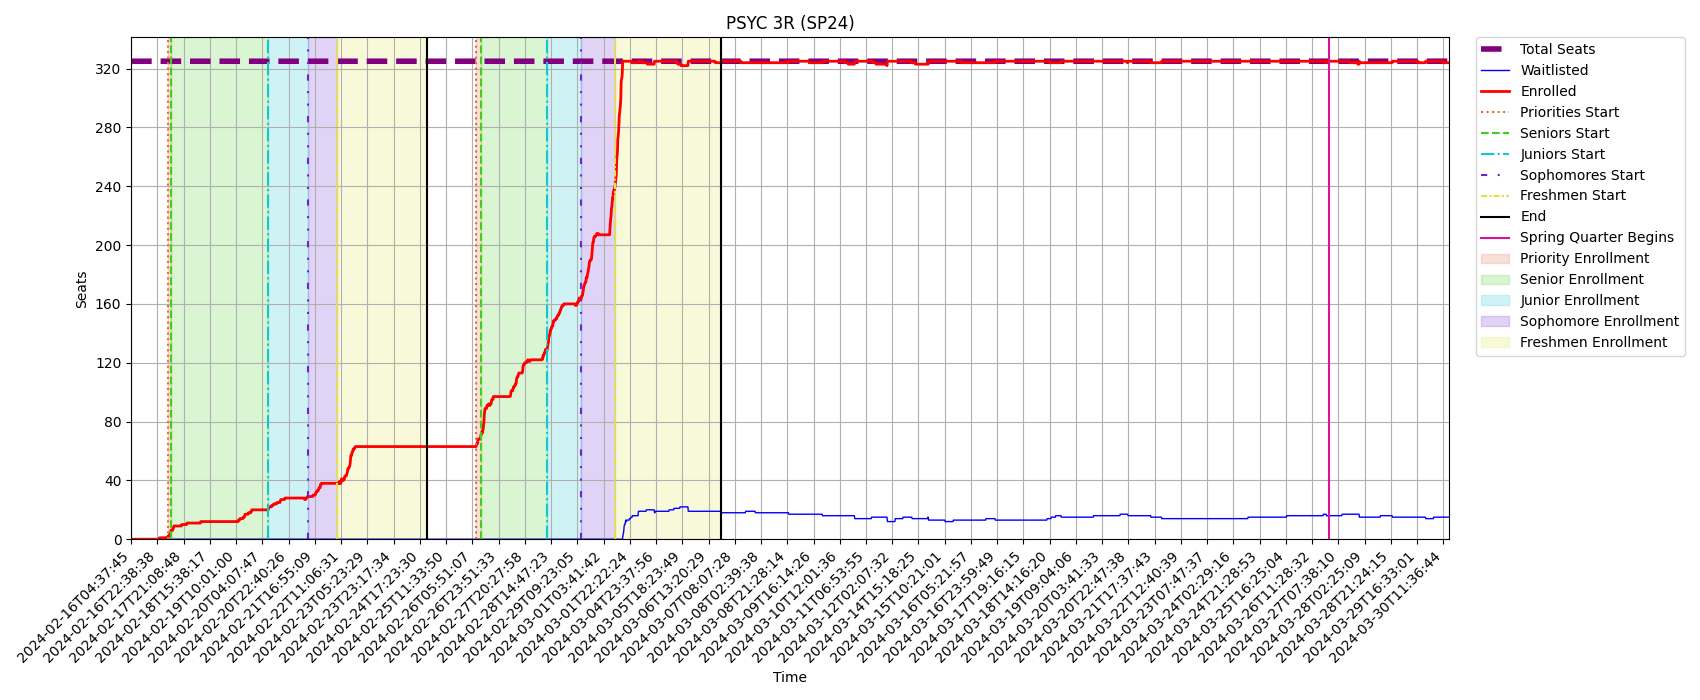 PSYC 3R (SP24)
Seats
320
280
240
200
160
120
80
40
0
2024-02-16T04:37:45
2024-02-16T22:38:38
2024-02-17T21:08:48
2024-02-18T15:38:17
2024-02-19T10:01:00
2024-02-20T04:07:47
2024-02-20T22:40:26
2024-02-21T16:55:09
2024-02-22T11:06:31
2024-02-23T05:23:29
2024-02-23T23:17:34
2024-02-24T17:23:30
2024-02-25T11:33:50
2024-02-26T05:51:07
2024-02-26T23:51:33
2024-02-27T20:27:58
2024-02-28T14:47:23
2024-02-29T09:23:05
2024-03-01T03:41:42
2024-03-01T22:22:24
2024-03-04T23:37:56
2024-03-05T18:23:49
2024-03-06T13:20:29
2024-03-07T08:07:28
2024-03-08T02:39:38
2024-03-08T21:28:14
2024-03-09T16:14:26
2024-03-10T12:01:36
2024-03-11T06:53:55
2024-03-12T02:07:32
2024-03-14T15:18:25
2024-03-15T10:21:01
2024-03-16T05:21:57
2024-03-16T23:59:49
2024-03-17T19:16:15
2024-03-18T14:16:20
2024-03-19T09:04:06
2024-03-20T03:41:33
2024-03-20T22:47:38
2024-03-21T17:37:43
2024-03-22T12:40:39
2024-03-23T07:47:37
2024-03-24T02:29:16
2024-03-24T21:28:53
2024-03-25T16:25:04
2024-03-26T11:28:32
2024-03-27T07:38:10
2024-03-28T02:25:09
2024-03-28T21:24:15
2024-03-29T16:33:01
2024-03-30T11:36:44
Time
Total Seats
Waitlisted
Enrolled
Priorities Start
Seniors Start
Juniors Start
Sophomores Start
Freshmen Start
End
Spring Quarter Begins
Priority Enrollment
Senior Enrollment
Junior Enrollment
Sophomore Enrollment
Freshmen Enrollment